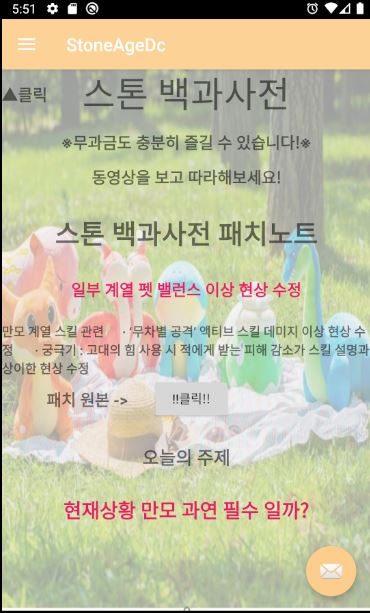 5:51
StoneAgeDc
▲클릭
스톤 백과사전
※무과금도 충분히 즐길 수 있습니다!※
동영상을 보고 따라해보세요!
스톤 백과사전 패치노트
일부 계열 펫 밸런스 이상 현상 수정
만모 계열 스킬 관련 · '무차별 공격' 액티브 스킬 데미지 이상 현상 수
정 · 궁극기 : 고대의 힘 사용 시 적에게 받는 피해 감소가 스킬 설명과
상이한 현상 수정
패치 원본 ->
!!클릭!!
오늘의 주제
현재상황 만모 과연 필수 일까?